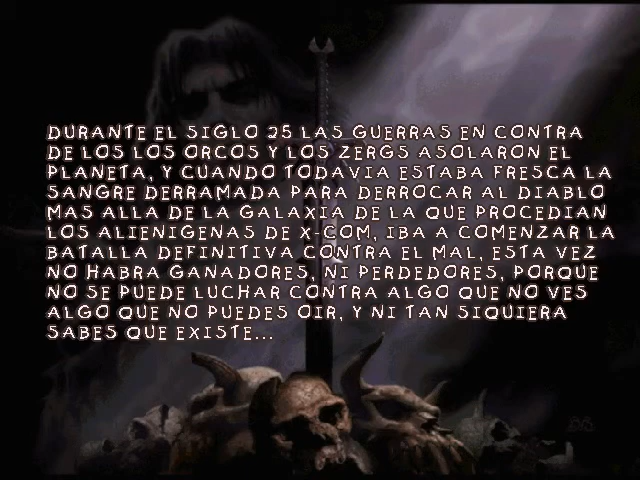 DURANTE EL SIGLO 25 LAS GUERRAS EN CONTRA
DE LOS LOS ORCOS Y LOS ZERGS ASOLARON EL
PLANETA, Y CUANDO TODAVIA ESTABA FRESCA LA
SANGRE DERRAMADA PARA DERROCAR AL DIABLO
MAS ALLA DE LA GALAXIA DE LA QUE PROCEDIAN
LOS ALIENIGENAS DE X-COM, IBA A COMENZAR LA
BATALLA DEFINITIVA CONTRA EL MAL, ESTA VEZ
NO HABRA GANADORES, NI PERDEDORES, PORQUE
NO SE PUEDE LUCHAR CONTRA ALGO QUE NO VES
ALGO QUE NO PUEDES OIR, Y NI TAN SIQUIERA
SABES QUE EXISTE...